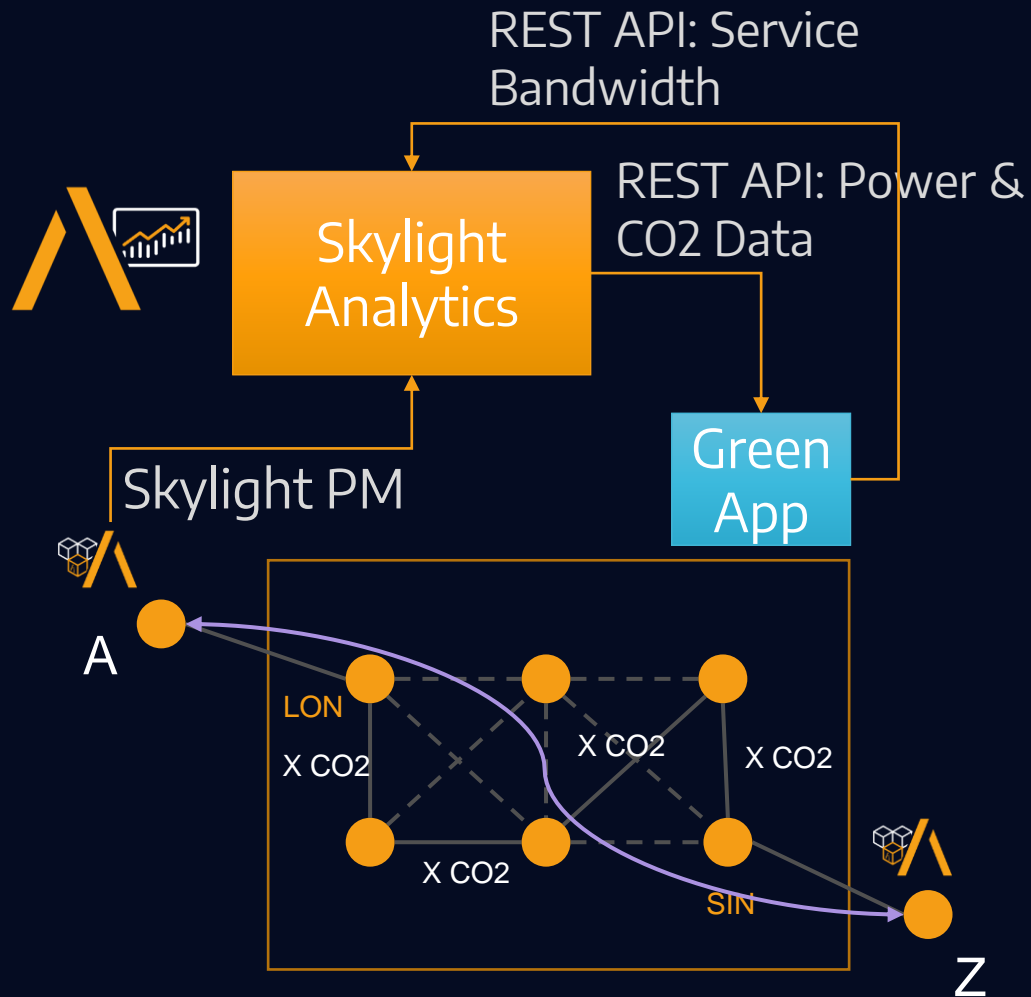 REST API: Service
Bandwidth
REST API: Power &
CO2 Data
Skylight
Analytics
Green
App
Skylight PM
A
LON
X CO2
X CO2
X CO2
X CO2
SIN
Z